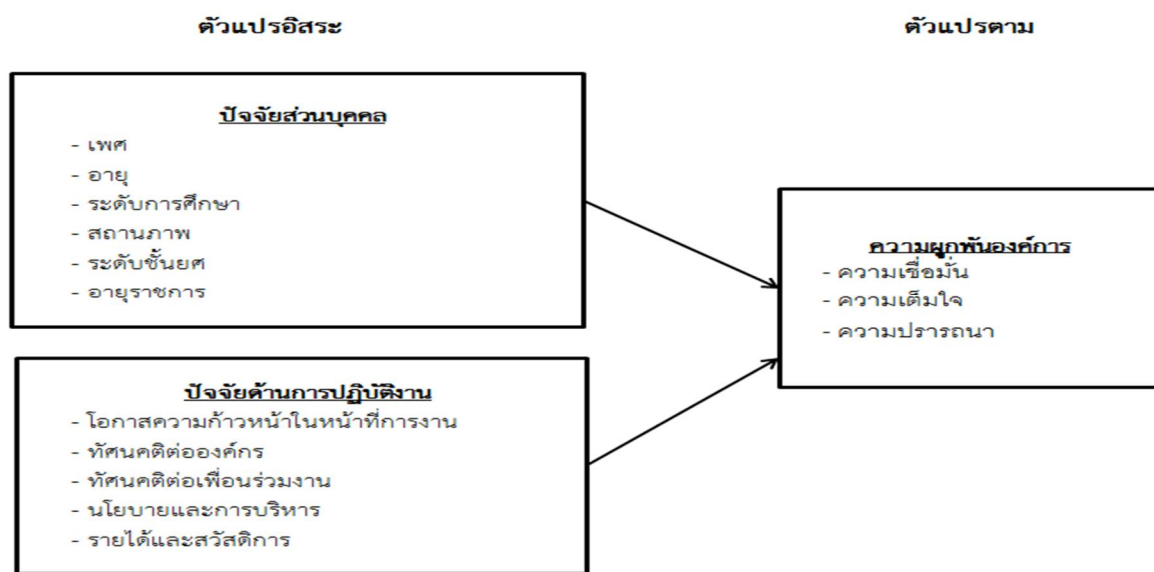 ตัวแปรอิสระ
ตัวแปรตาม
ปัจจัยส่วนบุคคล
- เพศ
- อายุ
- ระดับการศึกษา
- สถานภาพ
- ระดับชั้นยศ
- อายุราชการ
ความผูกพันองค์การ
- ความเชื่อมั่น
- ความเต็มใจ
- ความปรารถนา
ปัจจัยด้านการปฏิบัติงาน
- โอกาสความก้าวหน้าในหน้าที่การงาน
- ทัศนคติต่อองค์กร
- ทัศนคติต่อเพื่อนร่วมงาน
- นโยบายและการบริหาร
- รายได้และสวัสดิการ